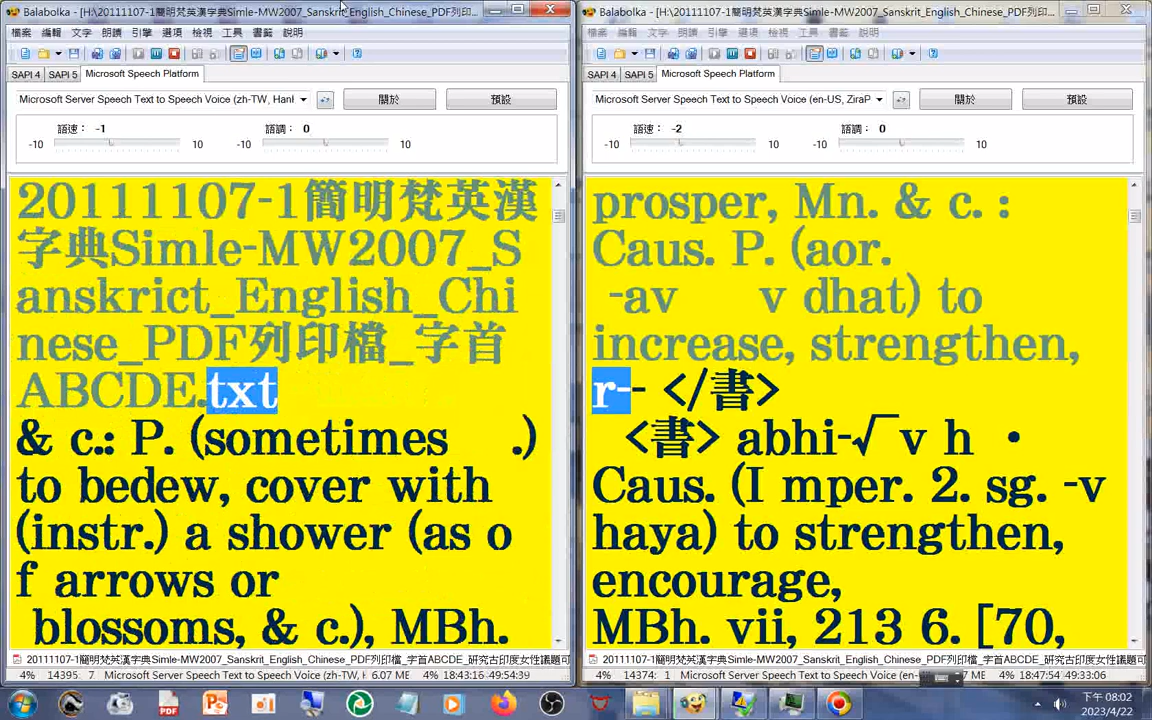 Balabolka - [H:\20111107-1簡明梵英漢字典Simle-MW2007_Sanskrit_English_Chinese_PDF列印...
檔案 編輯 文字 朗讀 引擎 選項 檢視 工具 書籤 說明
SAPI 4 SAPI 5 Microsoft Speech Platform
Microsoft Server Speech Text to Speech Voice (zh-TW, Hanl
關於 預設
語速： -1 語調： 0
-10 10 -10 10
20111107-1簡明梵英漢
字典Simle-MW2007_S
anskrict_English_Chi
nese_PDF列印檔_字首
ABCDE.txt
& c.: P. (sometimes .)
to bedew, cover with
(instr.) a shower (as o
f arrows or
blossoms, & c.), MBh.
20111107-1簡明梵英漢字典Simle-MW2007_Sanskrit_English_Chinese_PDF列印檔_字首ABCDE_研究古印度女性議題可
4% 14395: 7 Microsoft Server Speech Text to Speech Voice (zh-TW, H 6.07 MB 4% 18:43:16-49:54:39
Balabolka - [H:\20111107-1簡明梵英漢字典Simle-MW2007_Sanskrit_English_Chinese_PDF列印...
檔案 編輯 文字 朗讀 引擎 選項 檢視 工具 書籤 說明
SAPI 4 SAPI 5 Microsoft Speech Platform
Microsoft Server Speech Text to Speech Voice (en-US, ZiraP
關於 預設
語速： -2 語調： 0
-10 10 -10 10
prosper, Mn. & c. :
Caus. P. (aor.
-av v dhat) to
increase, strengthen,
r-- </書>
<書> abhi-√ v h •
Caus. (I mper. 2. sg. -v
haya) to strengthen,
encourage,
MBh. vii, 213 6. [70,
20111107-1簡明梵英漢字典Simle-MW2007_Sanskrit_English_Chinese_PDF列印檔_字首ABCDE_研究古印度女性議題可
4% 14374: 1 Microsoft Server Speech Text to Speech Voice 4% 18:47:54-49:33:06
下午 08:02
2023/4/22